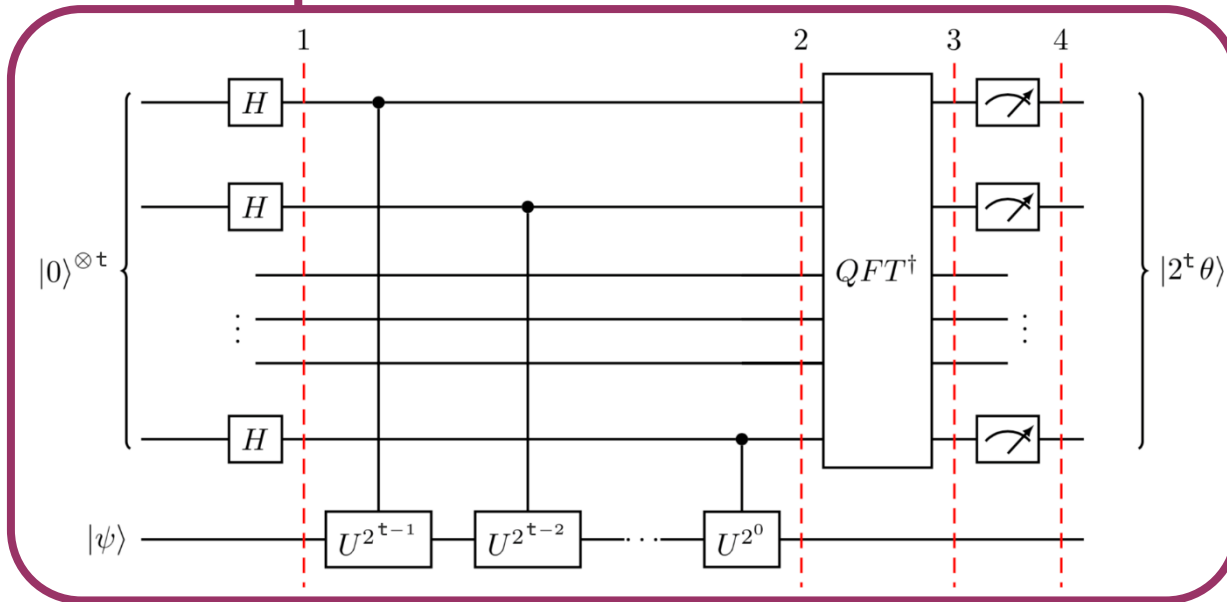 1 2 3 4
H
H
|0⟩^{⊗t} QFT^† |2^t θ⟩
⋮ ⋮
H
|ψ⟩ U^{2^{t−1}} U^{2^{t−2}} ⋯ U^{2^0}